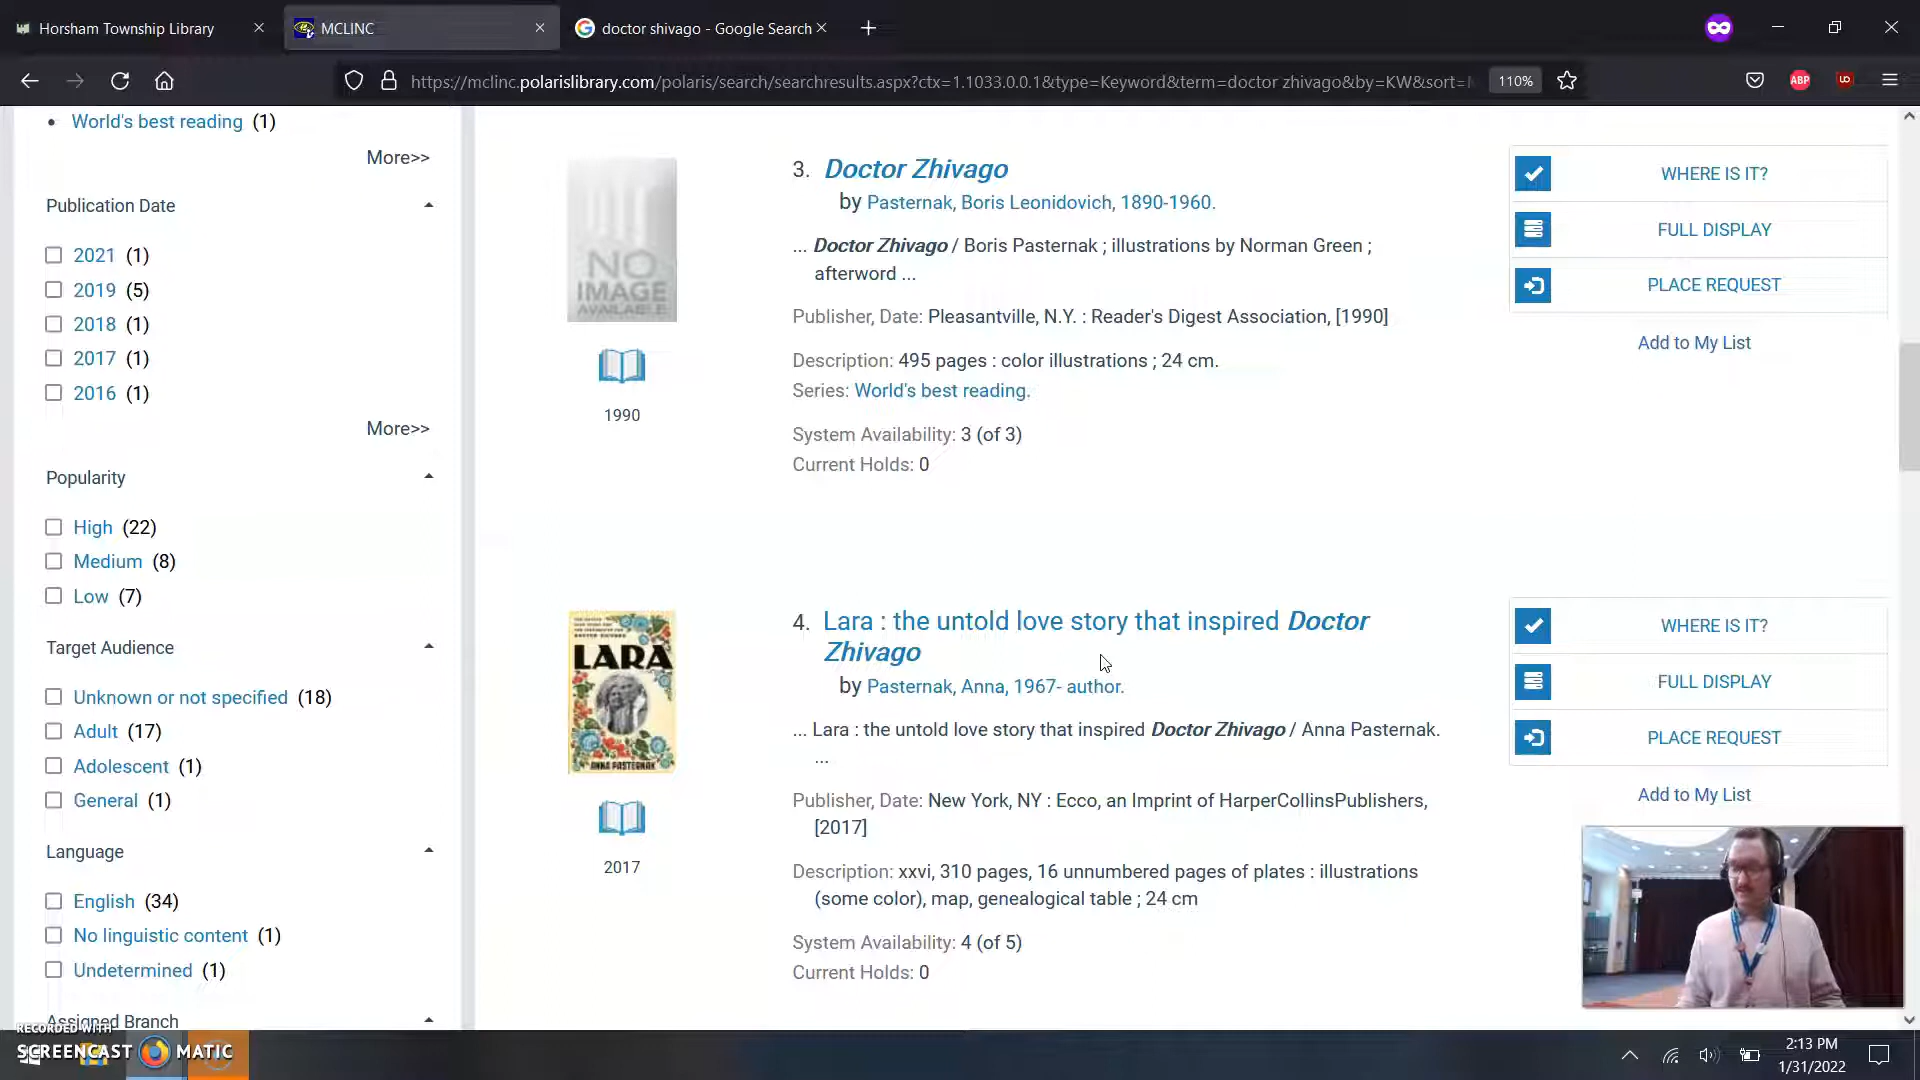 Horsham Township Library
MCLINC
doctor shivago - Google Search
https://mclinc.polarislibrary.com/polaris/search/searchresults.aspx?ctx=1.1033.0.0.1&type=Keyword&term=doctor zhivago&by=KW&sort=
110%
ABP
World's best reading (1)
More>>
Publication Date
2021 (1)
2019 (5)
2018 (1)
2017 (1)
2016 (1)
More>>
Popularity
High (22)
Medium (8)
Low (7)
Target Audience
Unknown or not specified (18)
Adult (17)
Adolescent (1)
General (1)
Language
English (34)
No linguistic content (1)
Undetermined (1)
Assigned Branch
NO
IMAGE
AVAILABLE
1990
3. Doctor Zhivago
by Pasternak, Boris Leonidovich, 1890-1960.
... Doctor Zhivago / Boris Pasternak ; illustrations by Norman Green ;
afterword ...
Publisher, Date: Pleasantville, N.Y. : Reader's Digest Association, [1990]
Description: 495 pages : color illustrations ; 24 cm.
Series: World's best reading.
System Availability: 3 (of 3)
Current Holds: 0
WHERE IS IT?
FULL DISPLAY
PLACE REQUEST
Add to My List
LARA
ANNA PASTERNAK
2017
4. Lara : the untold love story that inspired Doctor
Zhivago
by Pasternak, Anna, 1967- author.
... Lara : the untold love story that inspired Doctor Zhivago / Anna Pasternak.
...
Publisher, Date: New York, NY : Ecco, an Imprint of HarperCollinsPublishers,
[2017]
Description: xxvi, 310 pages, 16 unnumbered pages of plates : illustrations
(some color), map, genealogical table ; 24 cm
System Availability: 4 (of 5)
Current Holds: 0
WHERE IS IT?
FULL DISPLAY
PLACE REQUEST
Add to My List
RECORDED WITH
SCREENCAST MATIC
2:13 PM
1/31/2022